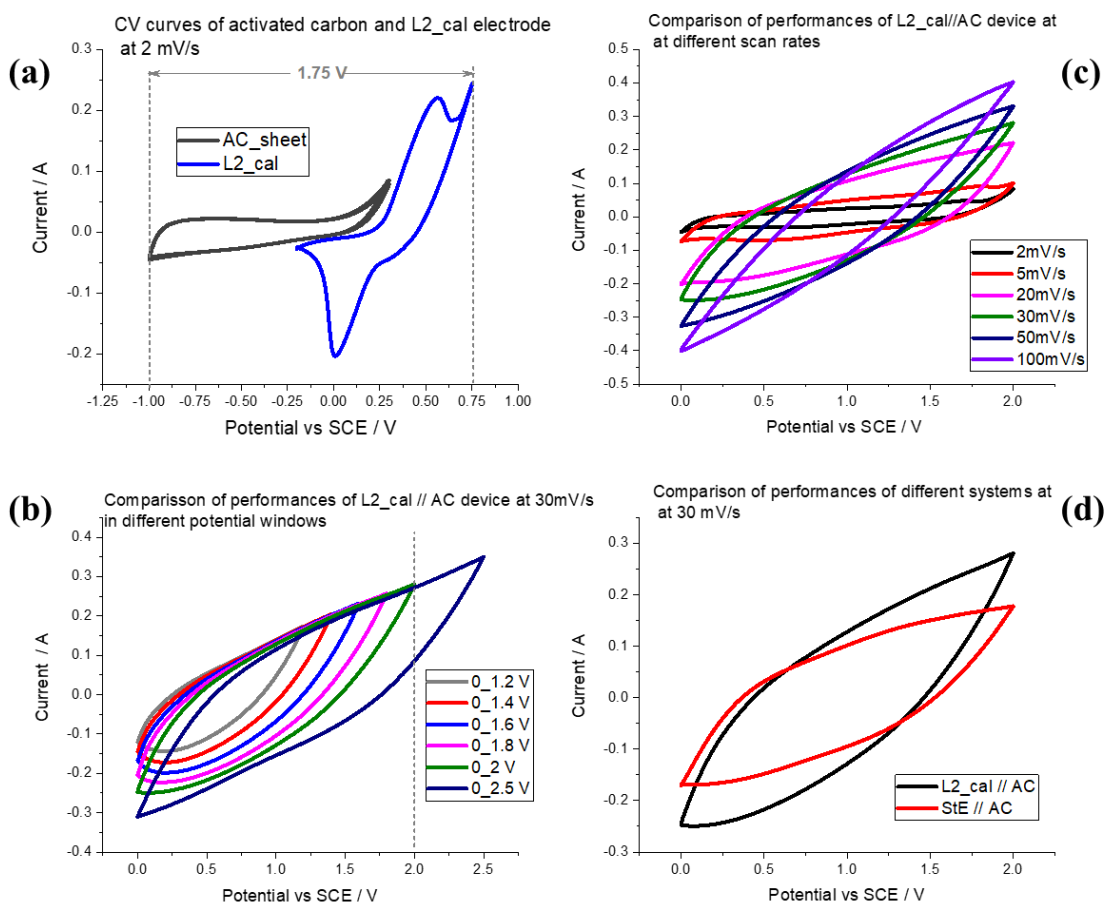 (a)
CV curves of activated carbon and L2_cal electrode
at 2 mV/s
0.3
0.2
0.1
0.0
-0.1
-0.2
Current / A
1.75 V
AC_sheet
L2_cal
-1.25 -1.00 -0.75 -0.50 -0.25 0.00 0.25 0.50 0.75 1.00
Potential vs SCE / V
(c)
Comparison of performances of L2_cal//AC device at
at different scan rates
0.5
0.4
0.3
0.2
0.1
0.0
-0.1
-0.2
-0.3
-0.4
-0.5
Current / A
2mV/s
5mV/s
20mV/s
30mV/s
50mV/s
100mV/s
0.0 0.5 1.0 1.5 2.0
Potential vs SCE / V
(b)
Comparisson of performances of L2_cal // AC device at 30mV/s
in different potential windows
0.4
0.3
0.2
0.1
0.0
-0.1
-0.2
-0.3
-0.4
Current / A
0_1.2 V
0_1.4 V
0_1.6 V
0_1.8 V
0_2 V
0_2.5 V
0.0 0.5 1.0 1.5 2.0 2.5
Potential vs SCE / V
(d)
Comparison of performances of different systems at
at 30 mV/s
0.3
0.2
0.1
0.0
-0.1
-0.2
-0.3
Current / A
L2_cal // AC
StE // AC
0.0 0.5 1.0 1.5 2.0
Potential vs SCE / V